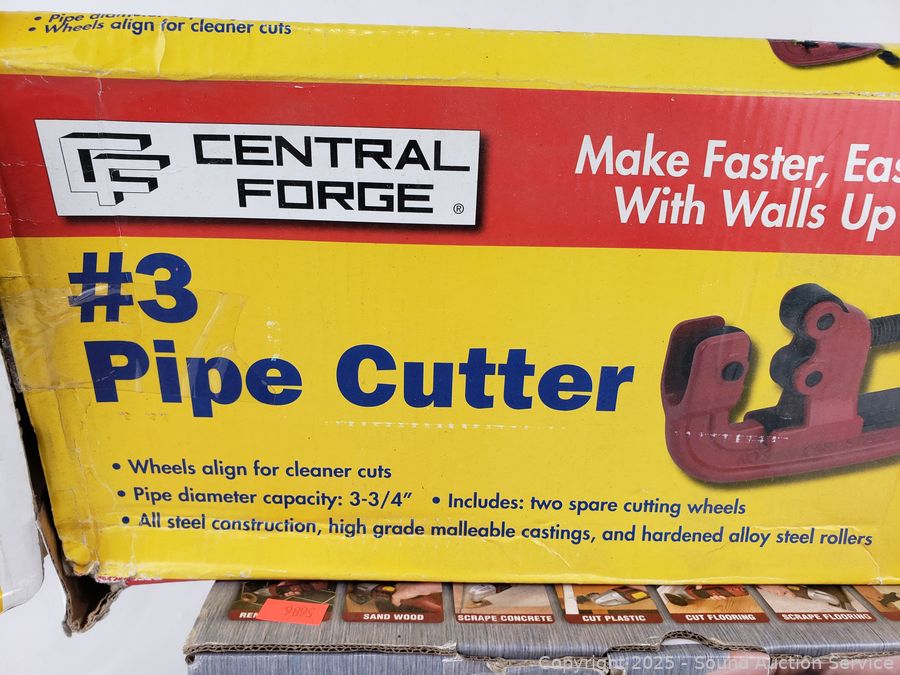 • Pipe
• Wheels align for cleaner cuts
CF CENTRAL
FORGE ®
Make Faster, Eas
With Walls Up
#3
Pipe Cutter
• Wheels align for cleaner cuts
• Pipe diameter capacity: 3-3/4" • Includes: two spare cutting wheels
• All steel construction, high grade malleable castings, and hardened alloy steel rollers
REM SAND WOOD SCRAPE CONCRETE CUT PLASTIC CUT FLOORING SCRAPE FLOORING
Copyright 2025 - Sound Auction Service